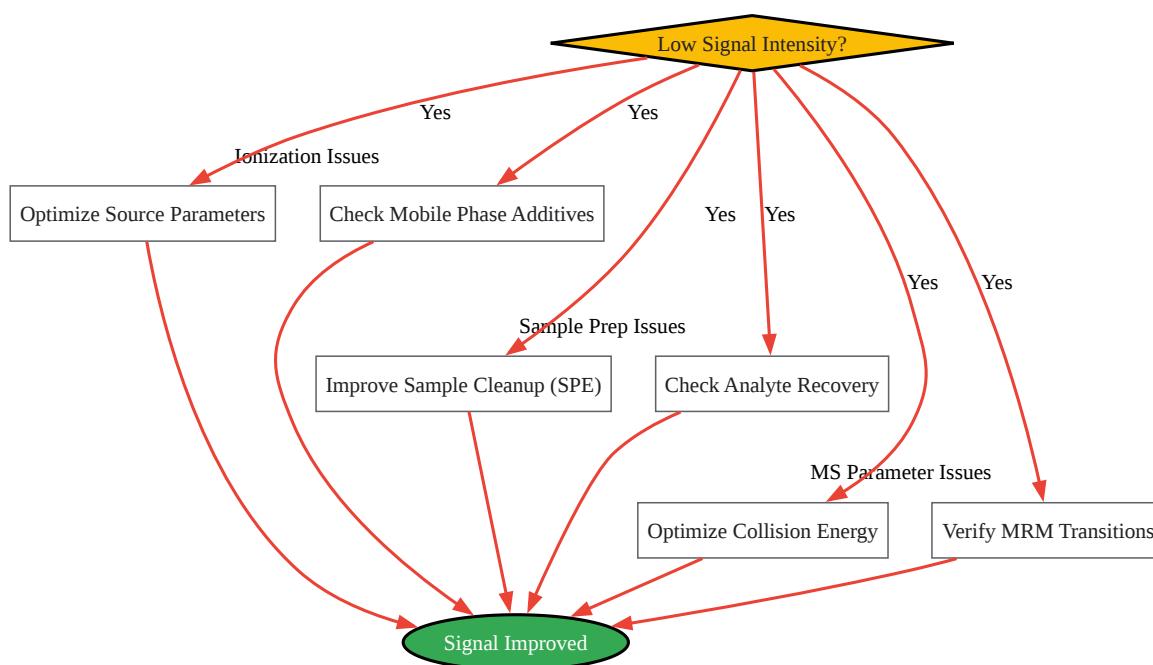 Low Signal Intensity?
Yes
Yes
Ionization Issues
Optimize Source Parameters
Check Mobile Phase Additives
Yes
Yes
Yes
Yes
Sample Prep Issues
Improve Sample Cleanup (SPE)
Check Analyte Recovery
MS Parameter Issues
Optimize Collision Energy
Verify MRM Transitions
Signal Improved